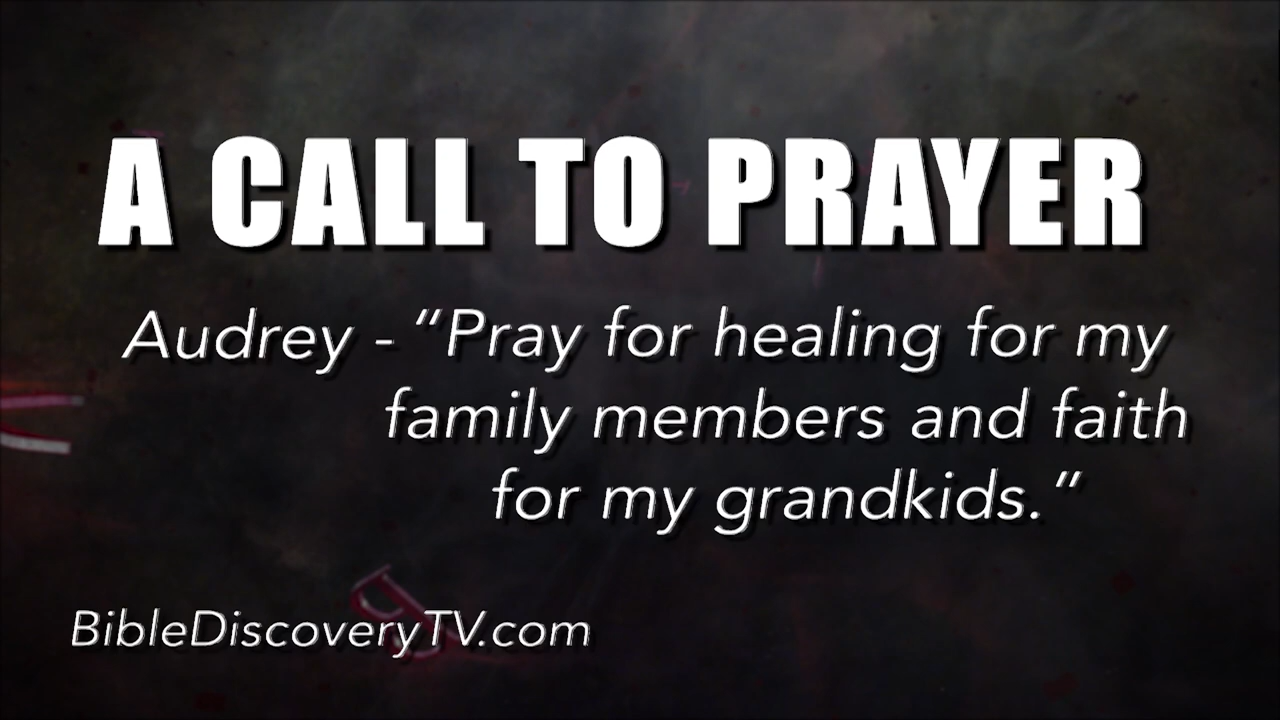 A CALL TO PRAYER
Audrey - “Pray for healing for my
family members and faith
for my grandkids.”
BibleDiscoveryTV.com